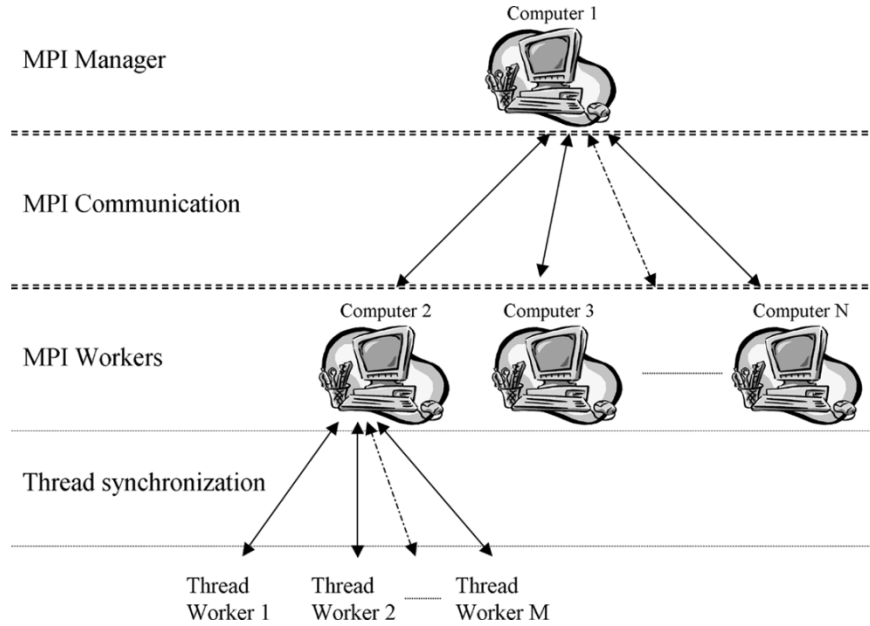 Computer 1
MPI Manager
MPI Communication
Computer 2
Computer 3
Computer N
MPI Workers
Thread synchronization
Thread
Worker 1
Thread
Worker 2
Thread
Worker M